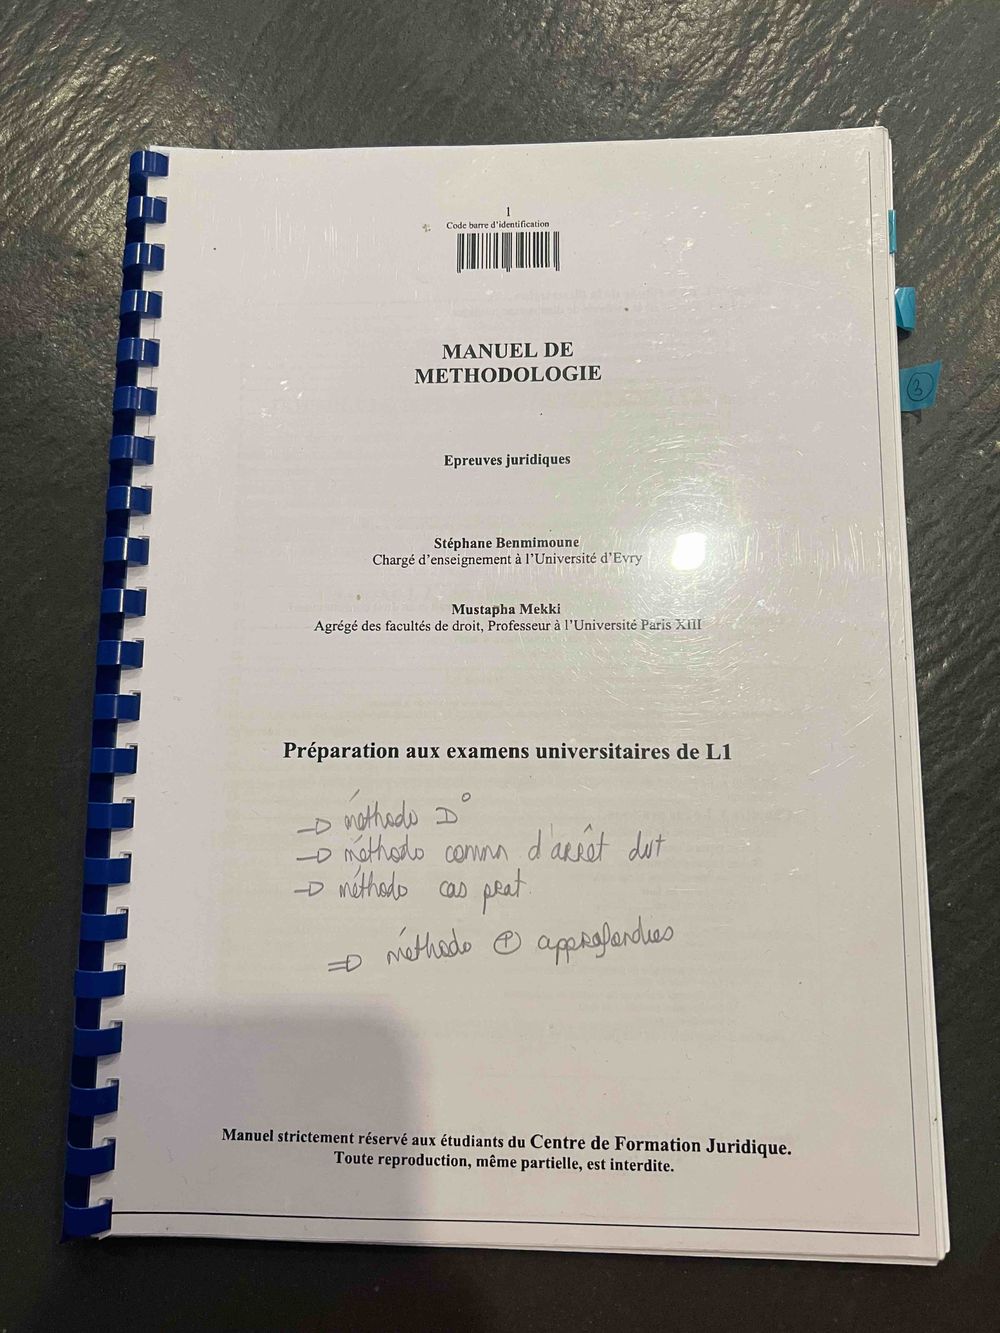 1
Code barre d'identification
MANUEL DE
METHODOLOGIE
Epreuves juridiques
Stéphane Benmimoune
Chargé d'enseignement à l'Université d'Evry
Mustapha Mekki
Agrégé des facultés de droit, Professeur à l'Université Paris XIII
Préparation aux examens universitaires de L1
→ méthodo D°
→ méthodo comm d'arrêt
→ méthodo cas prat.
⇒ méthodo ⊕ approfondies
Manuel strictement réservé aux étudiants du Centre de Formation Juridique.
Toute reproduction, même partielle, est interdite.
3